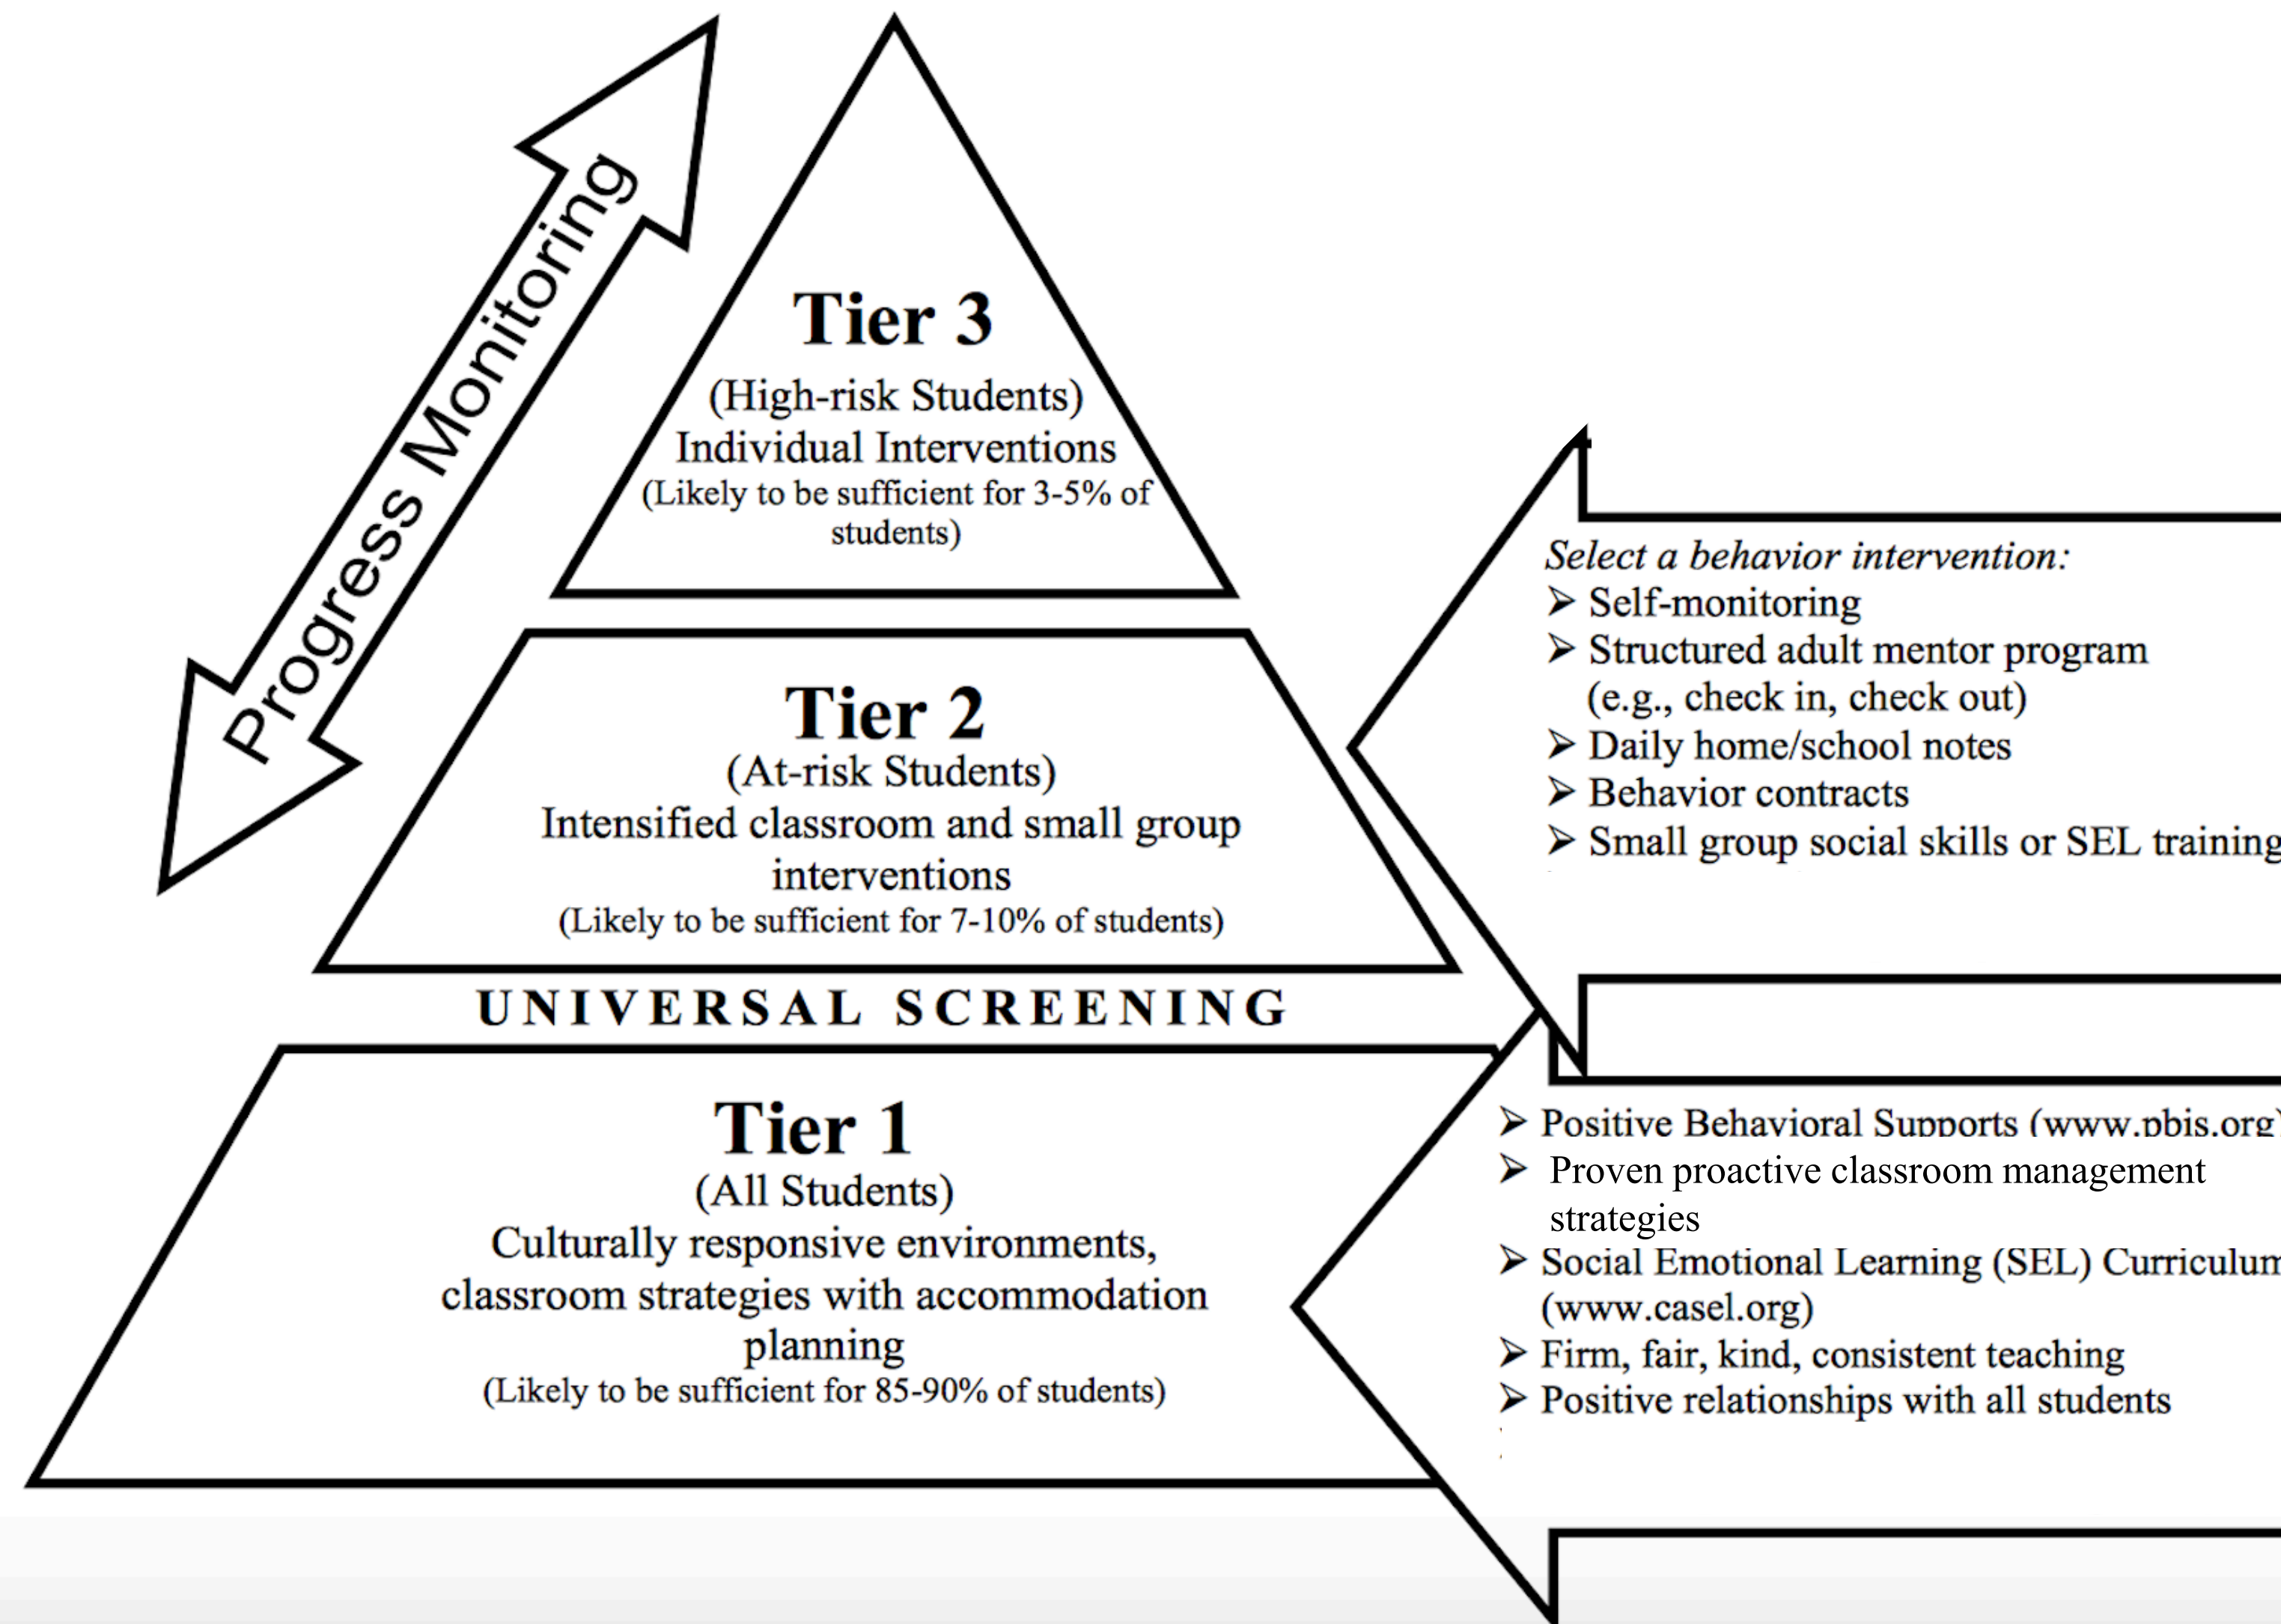 Progress Monitoring
Tier 3
(High-risk Students)
Individual Interventions
(Likely to be sufficient for 3-5% of
students)
Tier 2
(At-risk Students)
Intensified classroom and small group
interventions
(Likely to be sufficient for 7-10% of students)
Select a behavior intervention:
➢ Self-monitoring
➢ Structured adult mentor program
(e.g., check in, check out)
➢ Daily home/school notes
➢ Behavior contracts
➢ Small group social skills or SEL training
UNIVERSAL SCREENING
Tier 1
(All Students)
Culturally responsive environments,
classroom strategies with accommodation
planning
(Likely to be sufficient for 85-90% of students)
➢ Positive Behavioral Supports (www.pbis.org)
➢ Proven proactive classroom management
strategies
➢ Social Emotional Learning (SEL) Curriculum
(www.casel.org)
➢ Firm, fair, kind, consistent teaching
➢ Positive relationships with all students